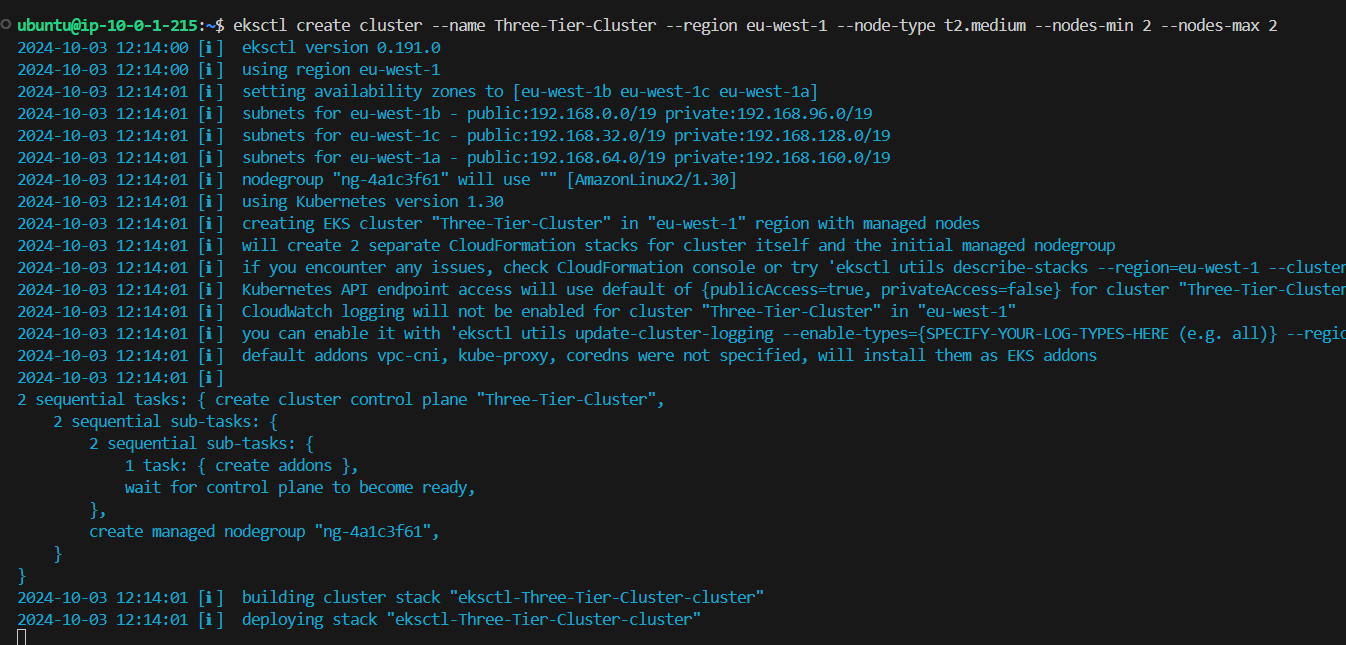 ubuntu@ip-10-0-1-215:~$ eksctl create cluster --name Three-Tier-Cluster --region eu-west-1 --node-type t2.medium --nodes-min 2 --nodes-max 2
2024-10-03 12:14:00 [ℹ]  eksctl version 0.191.0
2024-10-03 12:14:00 [ℹ]  using region eu-west-1
2024-10-03 12:14:01 [ℹ]  setting availability zones to [eu-west-1b eu-west-1c eu-west-1a]
2024-10-03 12:14:01 [ℹ]  subnets for eu-west-1b - public:192.168.0.0/19 private:192.168.96.0/19
2024-10-03 12:14:01 [ℹ]  subnets for eu-west-1c - public:192.168.32.0/19 private:192.168.128.0/19
2024-10-03 12:14:01 [ℹ]  subnets for eu-west-1a - public:192.168.64.0/19 private:192.168.160.0/19
2024-10-03 12:14:01 [ℹ]  nodegroup "ng-4a1c3f61" will use "" [AmazonLinux2/1.30]
2024-10-03 12:14:01 [ℹ]  using Kubernetes version 1.30
2024-10-03 12:14:01 [ℹ]  creating EKS cluster "Three-Tier-Cluster" in "eu-west-1" region with managed nodes
2024-10-03 12:14:01 [ℹ]  will create 2 separate CloudFormation stacks for cluster itself and the initial managed nodegroup
2024-10-03 12:14:01 [ℹ]  if you encounter any issues, check CloudFormation console or try 'eksctl utils describe-stacks --region=eu-west-1 --cluster
2024-10-03 12:14:01 [ℹ]  Kubernetes API endpoint access will use default of {publicAccess=true, privateAccess=false} for cluster "Three-Tier-Cluster
2024-10-03 12:14:01 [ℹ]  CloudWatch logging will not be enabled for cluster "Three-Tier-Cluster" in "eu-west-1"
2024-10-03 12:14:01 [ℹ]  you can enable it with 'eksctl utils update-cluster-logging --enable-types={SPECIFY-YOUR-LOG-TYPES-HERE (e.g. all)} --regio
2024-10-03 12:14:01 [ℹ]  default addons vpc-cni, kube-proxy, coredns were not specified, will install them as EKS addons
2024-10-03 12:14:01 [ℹ]
2 sequential tasks: { create cluster control plane "Three-Tier-Cluster",
    2 sequential sub-tasks: {
        2 sequential sub-tasks: {
            1 task: { create addons },
            wait for control plane to become ready,
        },
        create managed nodegroup "ng-4a1c3f61",
    }
}
2024-10-03 12:14:01 [ℹ]  building cluster stack "eksctl-Three-Tier-Cluster-cluster"
2024-10-03 12:14:01 [ℹ]  deploying stack "eksctl-Three-Tier-Cluster-cluster"